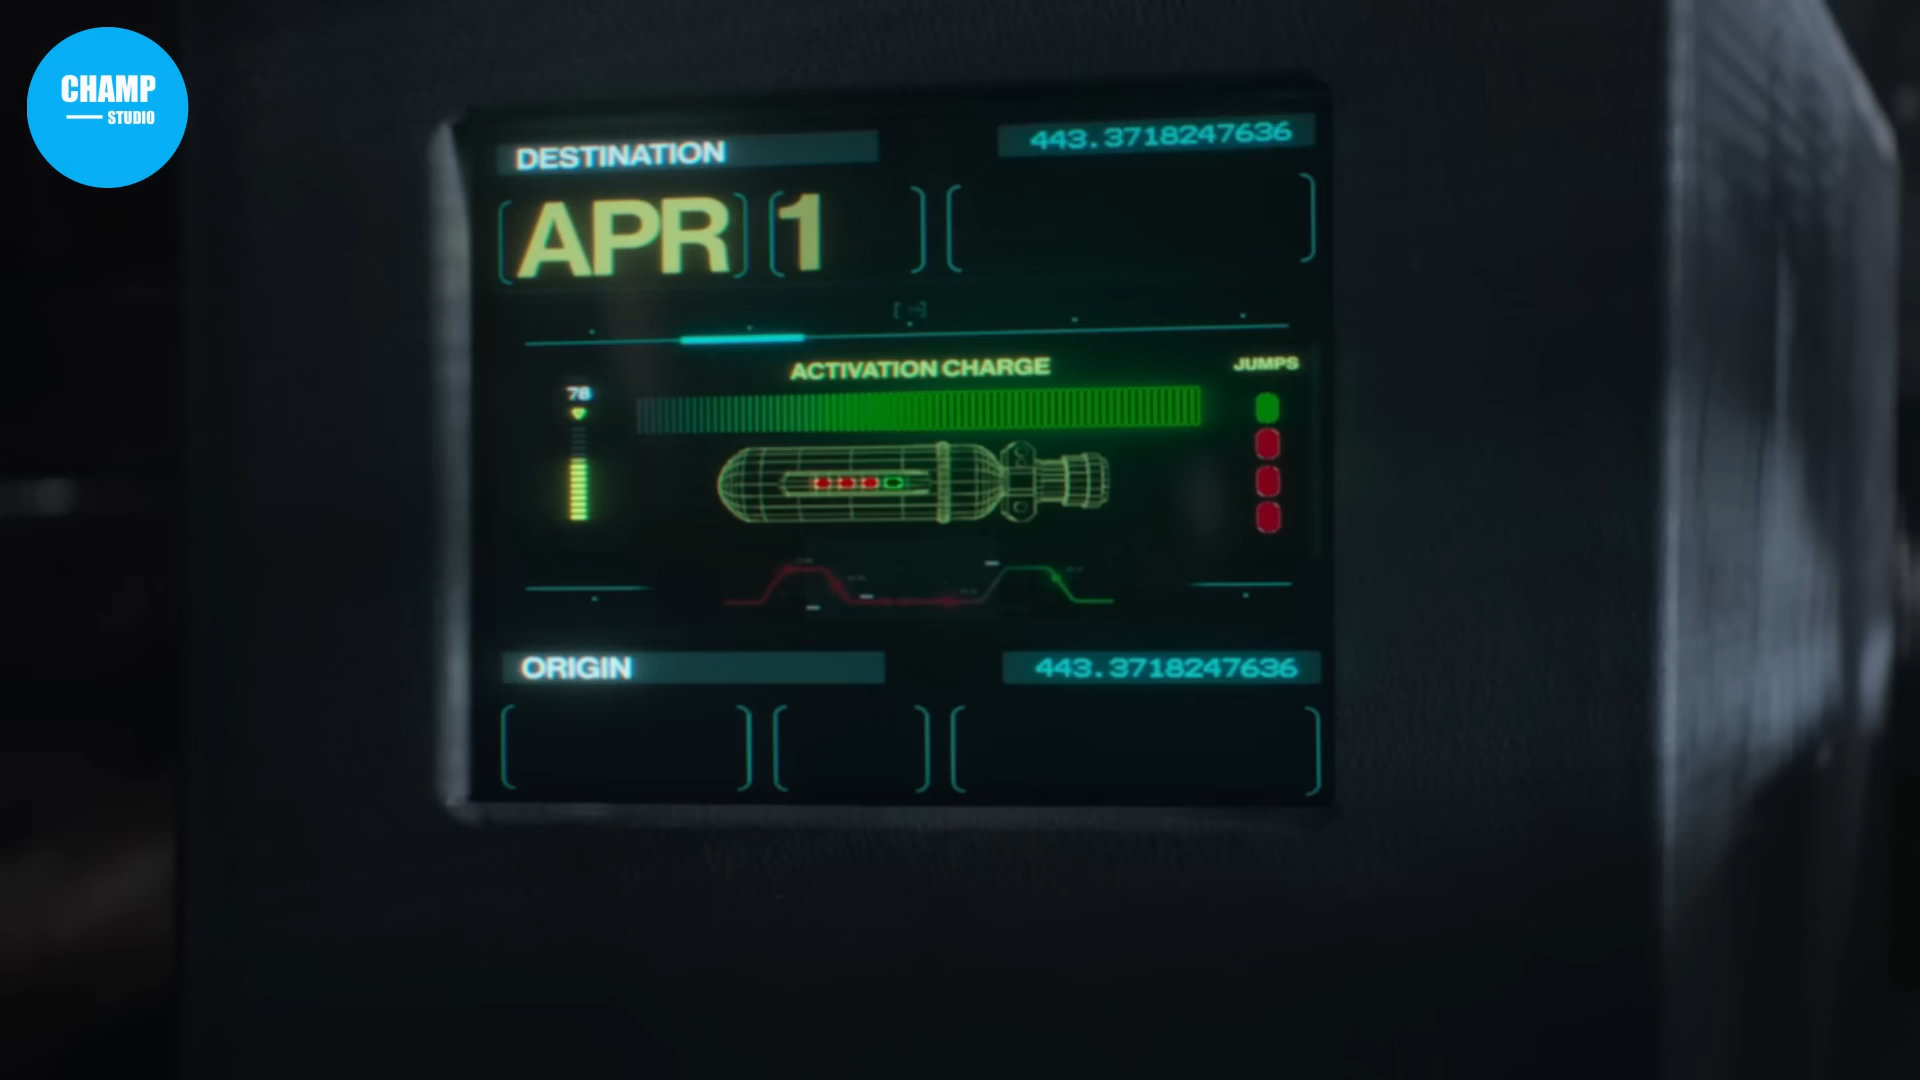 CHAMP
STUDIO
DESTINATION
443.3718247636
APR 1
ACTIVATION CHARGE
JUMPS
78
ORIGIN
443.3718247636